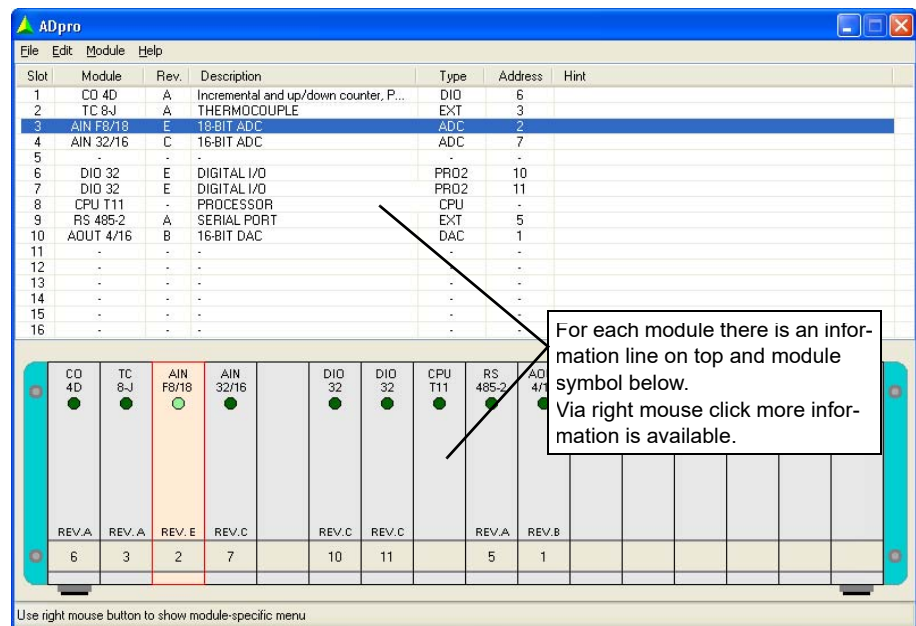 ADpro
File Edit Module Help
Slot Module Rev. Description Type Address Hint
1 CO 4D A Incremental and up/down counter, P... DIO 6
2 TC 8-J A THERMOCOUPLE EXT 3
3 AIN F8/18 E 18-BIT ADC ADC 2
4 AIN 32/16 C 16-BIT ADC ADC 7
5 - - - - -
6 DIO 32 E DIGITAL I/O PRO2 10
7 DIO 32 E DIGITAL I/O PRO2 11
8 CPU T11 - PROCESSOR CPU -
9 RS 485-2 A SERIAL PORT EXT 5
10 AOUT 4/16 B 16-BIT DAC DAC 1
11 - - - - -
12 - - - - -
13 - - - - -
14 - - - - -
15 - - - - -
16 - - - - -
For each module there is an infor-
mation line on top and module
symbol below.
Via right mouse click more infor-
mation is available.
CO TC AIN AIN DIO DIO CPU RS AOU
4D 8-J F8/18 32/16 32 32 T11 485-2 4/1
REV.A REV.A REV.E REV.C REV.C REV.C REV.A REV.B
6 3 2 7 10 11 5 1
Use right mouse button to show module-specific menu